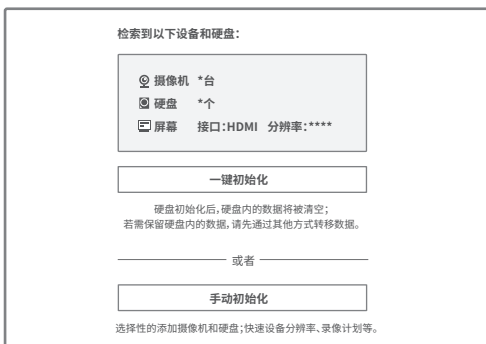 检索到以下设备和硬盘：
摄像机 *台
硬盘 *个
屏幕 接口：HDMI 分辨率：****
一键初始化
硬盘初始化后，硬盘内的数据将被清空；
若需保留硬盘内的数据，请先通过其他方式转移数据。
或者
手动初始化
选择性的添加摄像机和硬盘；快速设备分辨率、录像计划等。